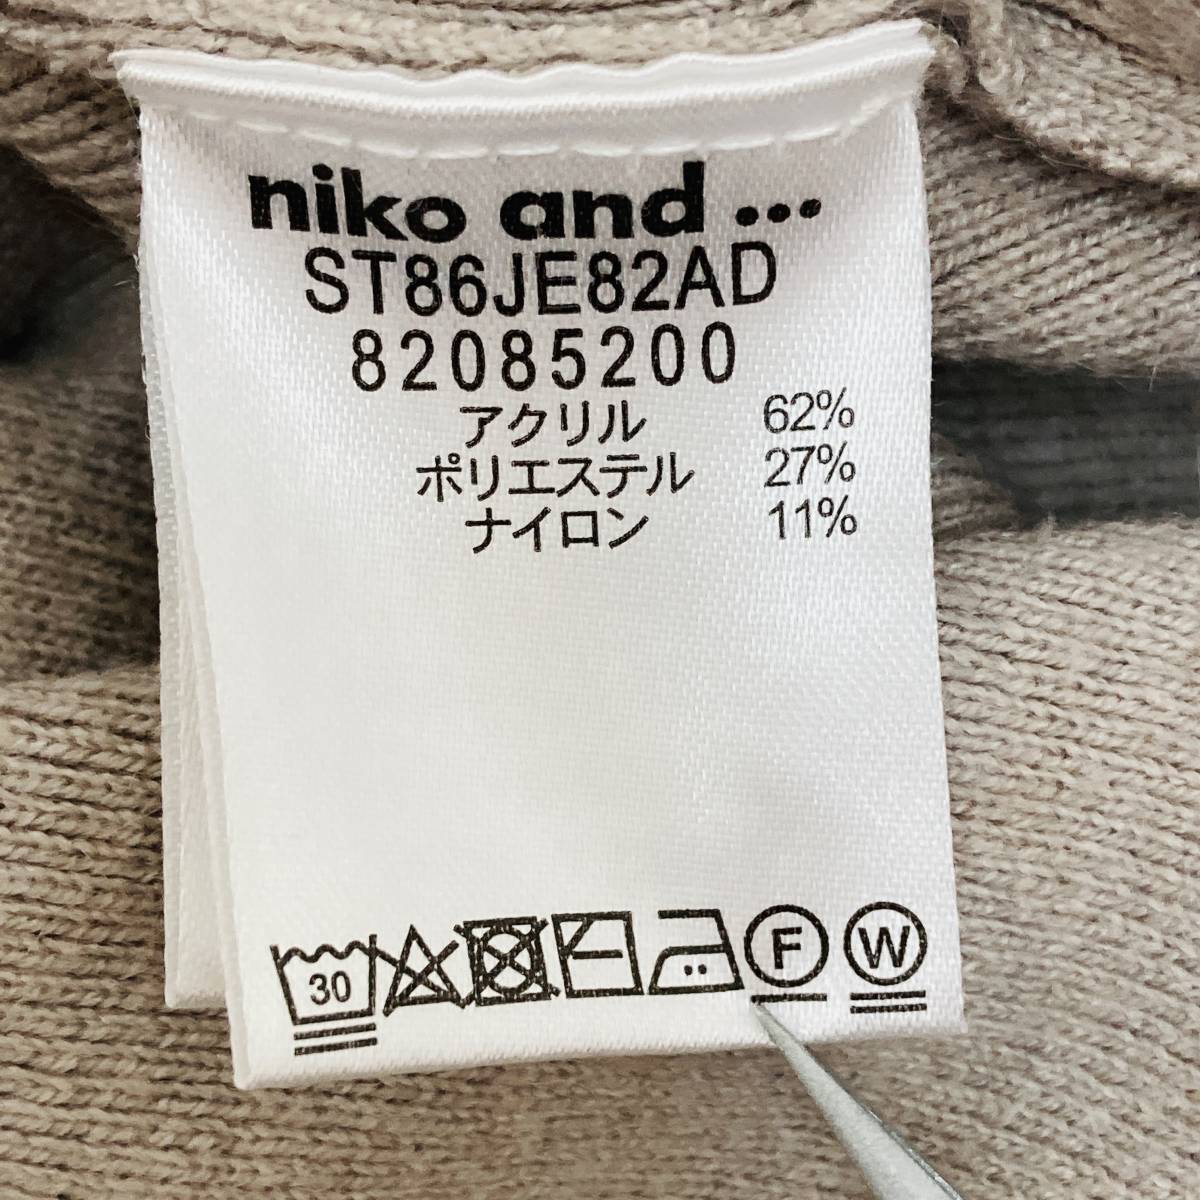 niko and ...
ST86JE82AD
82085200
アクリル 62%
ポリエステル 27%
ナイロン 11%
30 F W